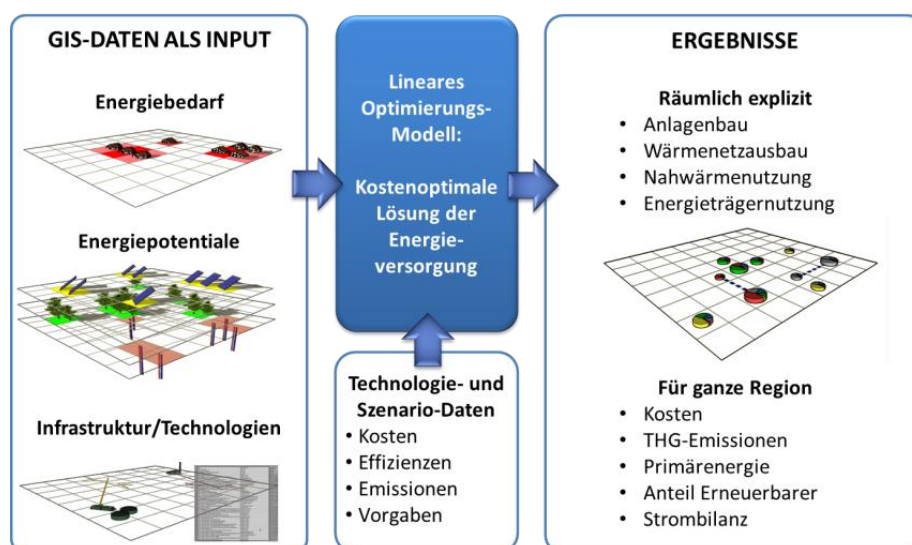 GIS-DATEN ALS INPUT
Energiebedarf
Energiepotentiale
Infrastruktur/Technologien
Lineares
Optimierungs-
Modell:
Kostenoptimale
Lösung der
Energie-
versorgung
Technologie- und
Szenario-Daten
• Kosten
• Effizienzen
• Emissionen
• Vorgaben
ERGEBNISSE
Räumlich explizit
• Anlagenbau
• Wärmenetzausbau
• Nahwärmenutzung
• Energieträgernutzung
Für ganze Region
• Kosten
• THG-Emissionen
• Primärenergie
• Anteil Erneuerbarer
• Strombilanz